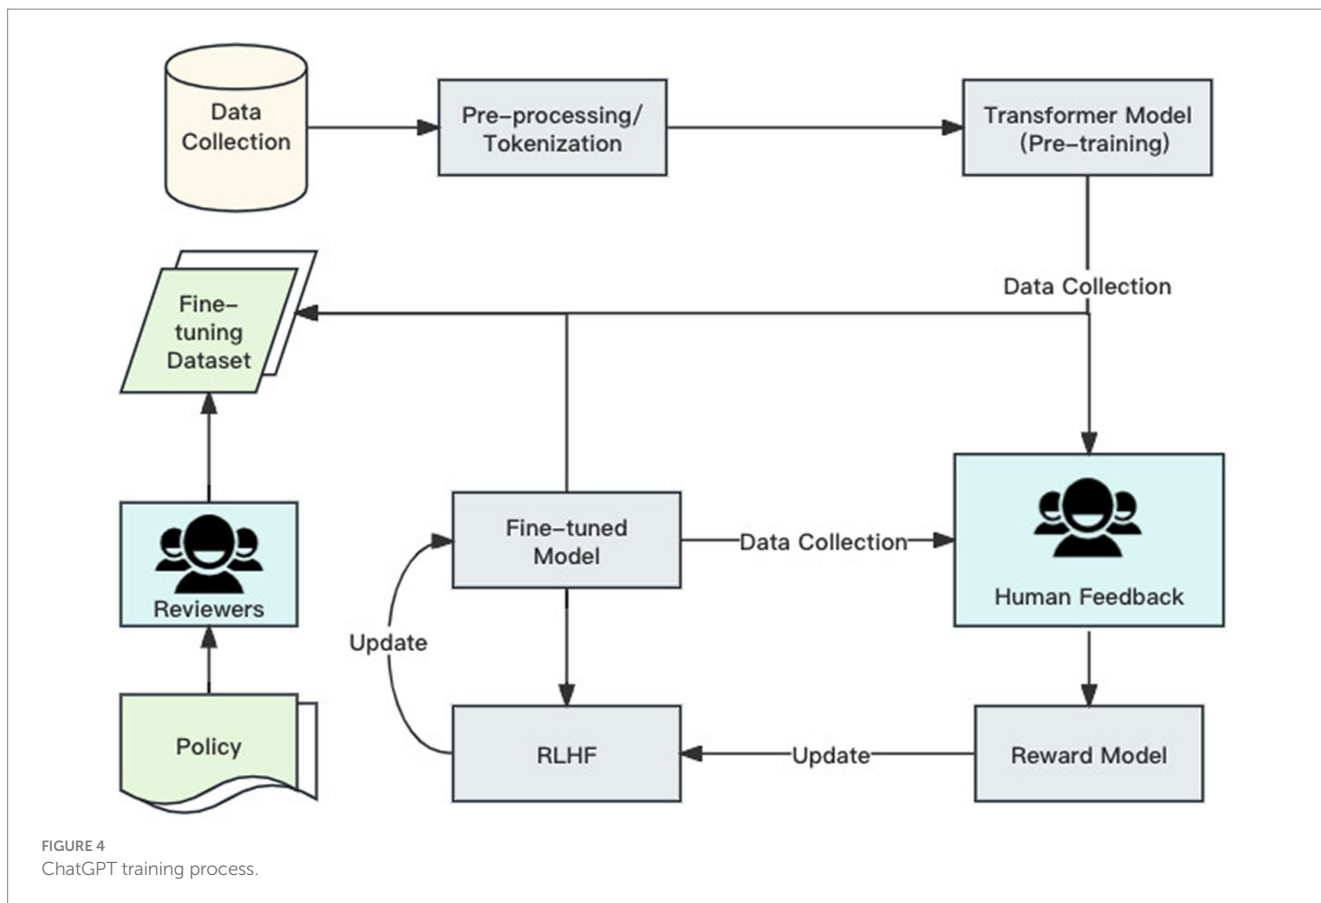 Data
Collection
Pre-processing/
Tokenization
Transformer Model
(Pre-training)
Data Collection
Fine-
tuning
Dataset
Reviewers
Policy
Fine-tuned
Model
Data Collection
Human Feedback
Update
RLHF
Update
Reward Model
FIGURE 4
ChatGPT training process.